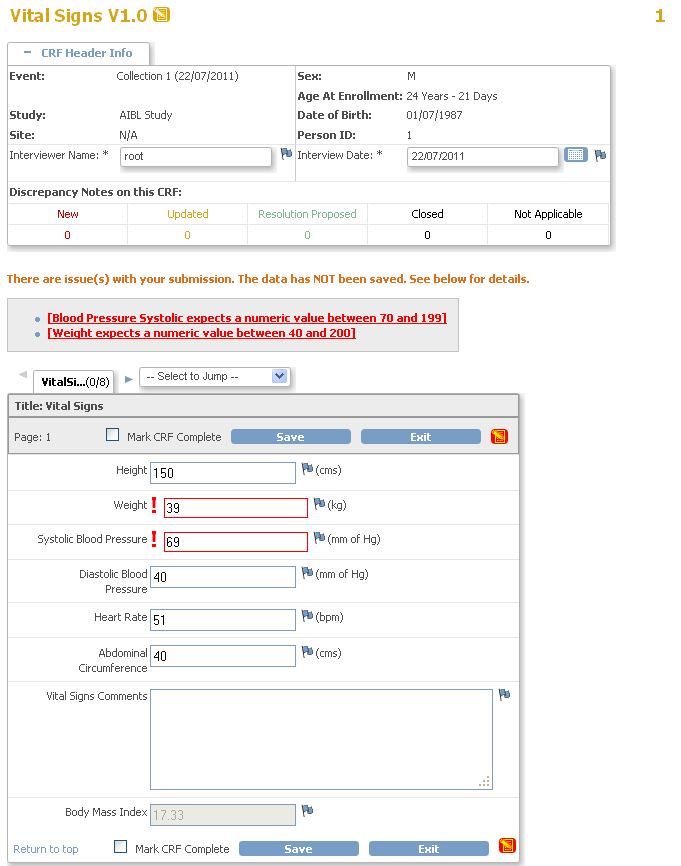 Vital Signs V1.0 1
− CRF Header Info
Event: Collection 1 (22/07/2011) Sex: M
Age At Enrollment: 24 Years - 21 Days
Study: AIBL Study Date of Birth: 01/07/1987
Site: N/A Person ID: 1
Interviewer Name: * root Interview Date: * 22/07/2011
Discrepancy Notes on this CRF:
New Updated Resolution Proposed Closed Not Applicable
0 0 0 0 0
There are issue(s) with your submission. The data has NOT been saved. See below for details.
[Blood Pressure Systolic expects a numeric value between 70 and 199]
[Weight expects a numeric value between 40 and 200]
VitalSi...(0/8) -- Select to Jump --
Title: Vital Signs
Page: 1 Mark CRF Complete Save Exit
Height 150 (cms)
Weight ! 39 (kg)
Systolic Blood Pressure ! 69 (mm of Hg)
Diastolic Blood
Pressure 40 (mm of Hg)
Heart Rate 51 (bpm)
Abdominal
Circumference 40 (cms)
Vital Signs Comments
Body Mass Index 17.33
Return to top Mark CRF Complete Save Exit